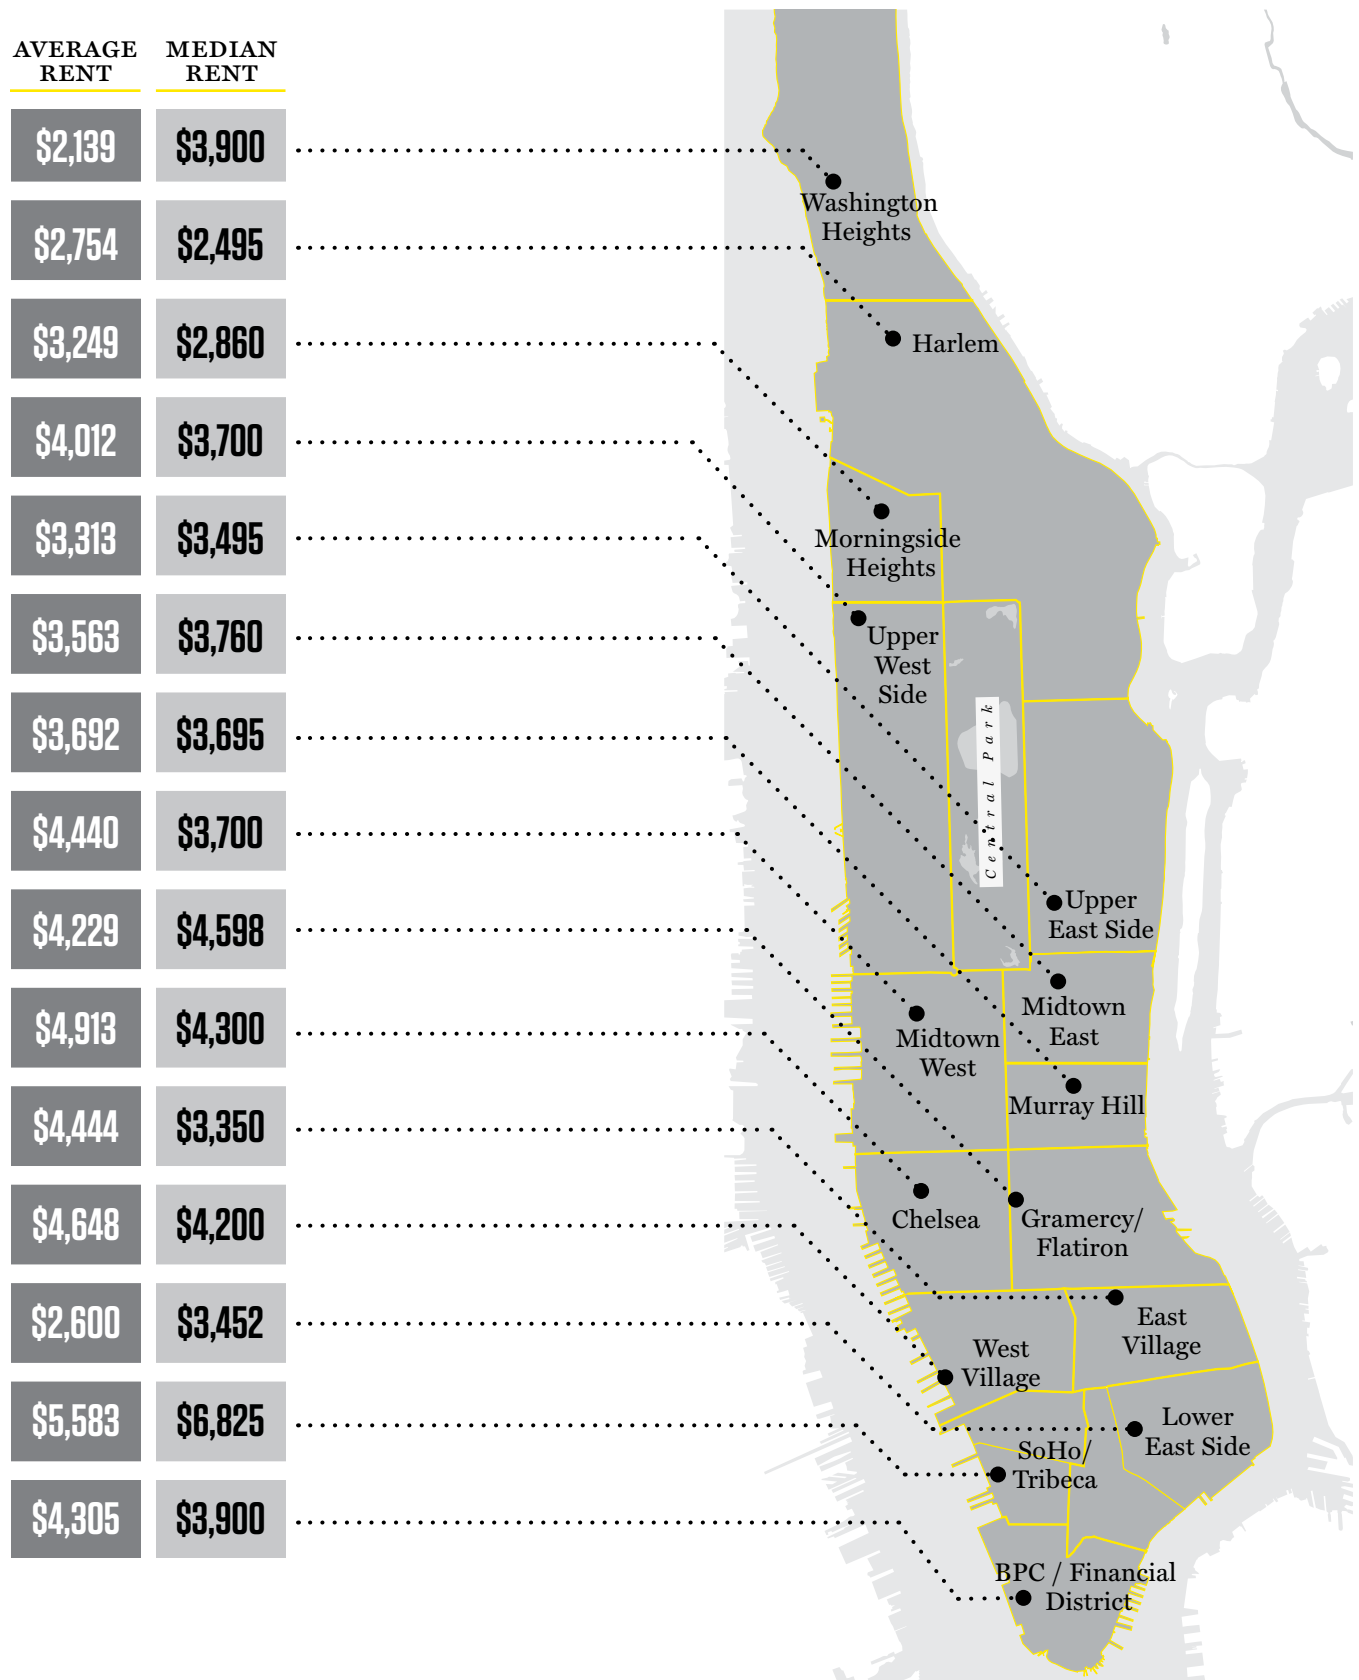 AVERAGE RENT
MEDIAN RENT
$2,139 $3,900
$2,754 $2,495
$3,249 $2,860
$4,012 $3,700
$3,313 $3,495
$3,563 $3,760
$3,692 $3,695
$4,440 $3,700
$4,229 $4,598
$4,913 $4,300
$4,444 $3,350
$4,648 $4,200
$2,600 $3,452
$5,583 $6,825
$4,305 $3,900
Washington
Heights
Harlem
Morningside
Heights
Upper
West
Side
Central Park
Upper
East Side
Midtown
East
Midtown
West
Murray Hill
Chelsea
Gramercy/
Flatiron
East
Village
West
Village
Lower
East Side
SoHo/
Tribeca
BPC / Financial
District